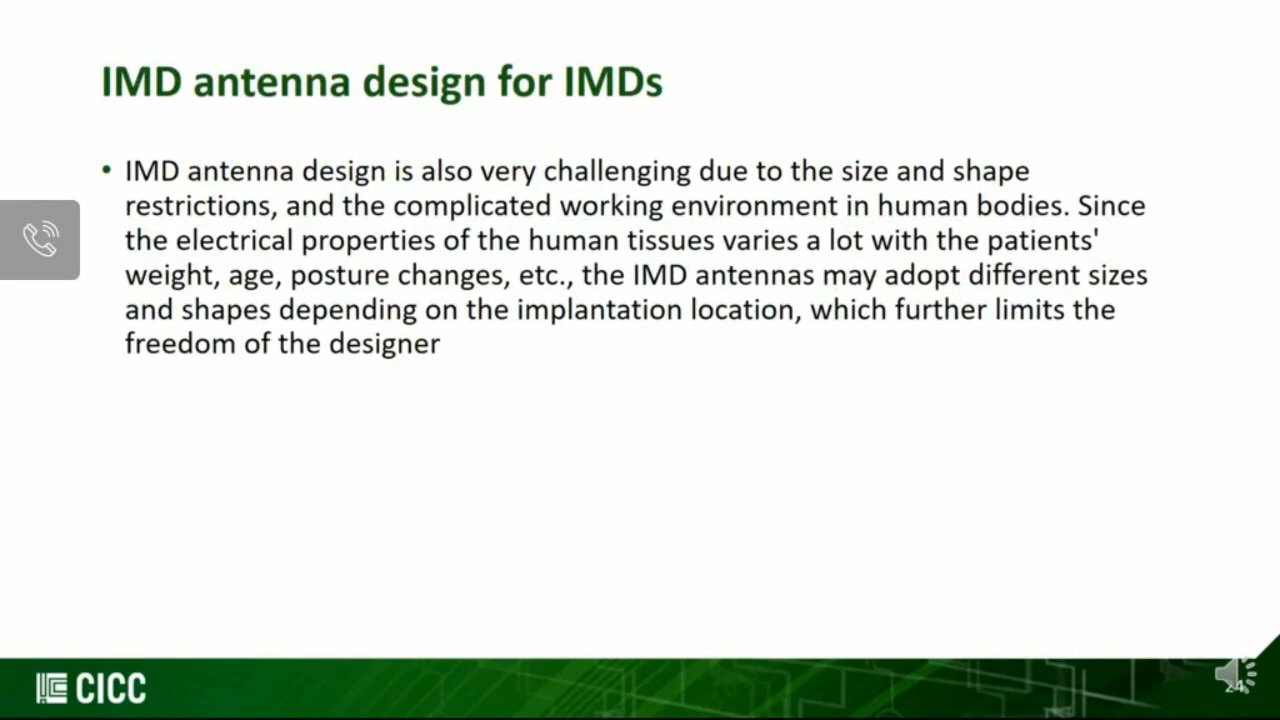 IMD antenna design for IMDs
• IMD antenna design is also very challenging due to the size and shape
restrictions, and the complicated working environment in human bodies. Since
the electrical properties of the human tissues varies a lot with the patients'
weight, age, posture changes, etc., the IMD antennas may adopt different sizes
and shapes depending on the implantation location, which further limits the
freedom of the designer
CICC
24